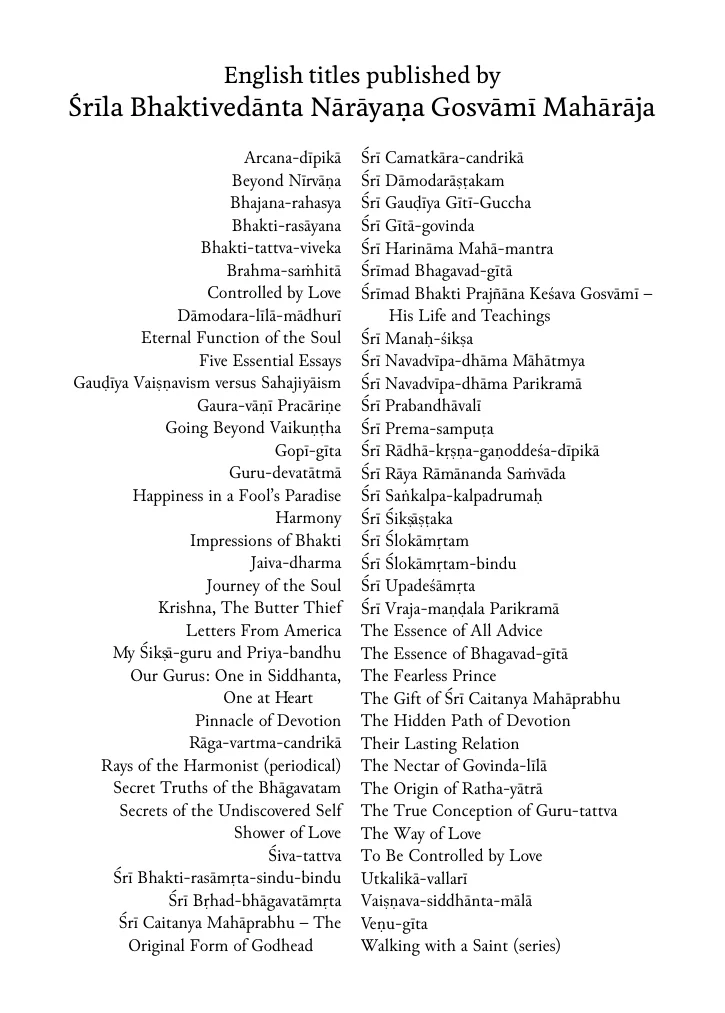 English titles published by
Śrīla Bhaktivedānta Nārāyaṇa Gosvāmī Mahārāja
Arcana-dīpikā
Beyond Nīrvāṇa
Bhajana-rahasya
Bhakti-rasāyana
Bhakti-tattva-viveka
Brahma-saṁhitā
Controlled by Love
Dāmodara-līlā-mādhurī
Eternal Function of the Soul
Five Essential Essays
Gauḍīya Vaiṣṇavism versus Sahajiyāism
Gaura-vāṇī Pracāriṇe
Going Beyond Vaikuṇṭha
Gopī-gīta
Guru-devatātmā
Happiness in a Fool’s Paradise
Harmony
Impressions of Bhakti
Jaiva-dharma
Journey of the Soul
Krishna, The Butter Thief
Letters From America
My Śikṣā-guru and Priya-bandhu
Our Gurus: One in Siddhanta,
One at Heart
Pinnacle of Devotion
Rāga-vartma-candrikā
Rays of the Harmonist (periodical)
Secret Truths of the Bhāgavatam
Secrets of the Undiscovered Self
Shower of Love
Śiva-tattva
Śrī Bhakti-rasāmṛta-sindu-bindu
Śrī Bṛhad-bhāgavatāmṛta
Śrī Caitanya Mahāprabhu – The
Original Form of Godhead
Śrī Camatkāra-candrikā
Śrī Dāmodarāṣṭakam
Śrī Gauḍīya Gītī-Guccha
Śrī Gītā-govinda
Śrī Harināma Mahā-mantra
Śrīmad Bhagavad-gītā
Śrīmad Bhakti Prajñāna Keśava Gosvāmī –
His Life and Teachings
Śrī Manaḥ-śikṣa
Śrī Navadvīpa-dhāma Māhātmya
Śrī Navadvīpa-dhāma Parikramā
Śrī Prabandhāvalī
Śrī Prema-sampuṭa
Śrī Rādhā-kṛṣṇa-gaṇoddeśa-dīpikā
Śrī Rāya Rāmānanda Saṁvāda
Śrī Saṅkalpa-kalpadrumaḥ
Śrī Śikṣāṣṭaka
Śrī Ślokāmṛtam
Śrī Ślokāmṛtam-bindu
Śrī Upadeśāmṛta
Śrī Vraja-maṇḍala Parikramā
The Essence of All Advice
The Essence of Bhagavad-gītā
The Fearless Prince
The Gift of Śrī Caitanya Mahāprabhu
The Hidden Path of Devotion
Their Lasting Relation
The Nectar of Govinda-līlā
The Origin of Ratha-yātrā
The True Conception of Guru-tattva
The Way of Love
To Be Controlled by Love
Utkalikā-vallarī
Vaiṣṇava-siddhānta-mālā
Veṇu-gīta
Walking with a Saint (series)